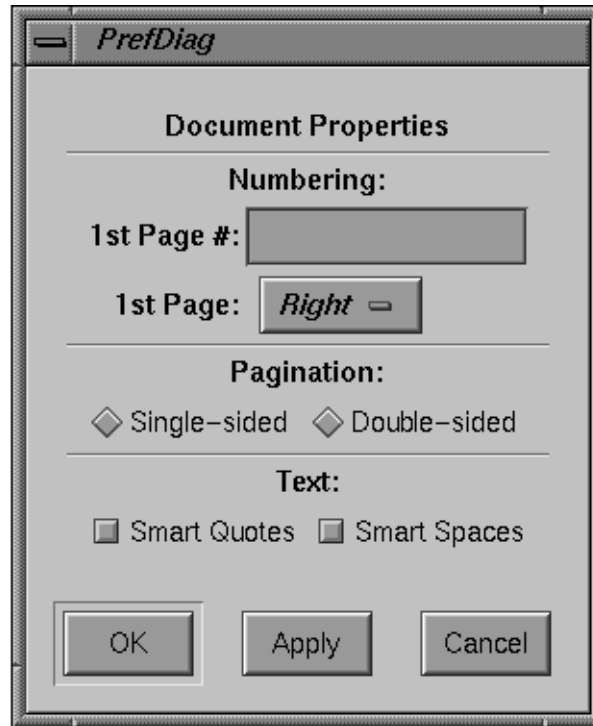 PrefDiag
Document Properties
Numbering:
1st Page #:
1st Page: Right
Pagination:
Single-sided Double-sided
Text:
Smart Quotes Smart Spaces
OK Apply Cancel